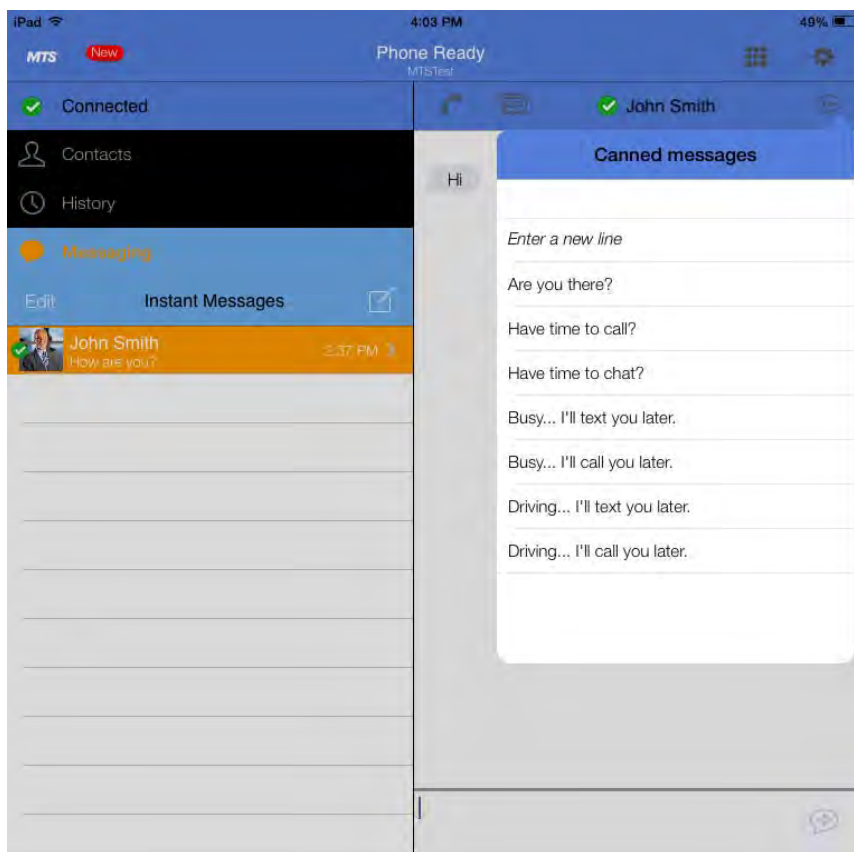 iPad 4:03 PM 49%
MTS New Phone Ready
MTSTest
Connected
John Smith
Contacts
History
Messaging
Edit Instant Messages
John Smith 2:37 PM
How are you?
Hi
Canned messages
Enter a new line
Are you there?
Have time to call?
Have time to chat?
Busy... I'll text you later.
Busy... I'll call you later.
Driving... I'll text you later.
Driving... I'll call you later.